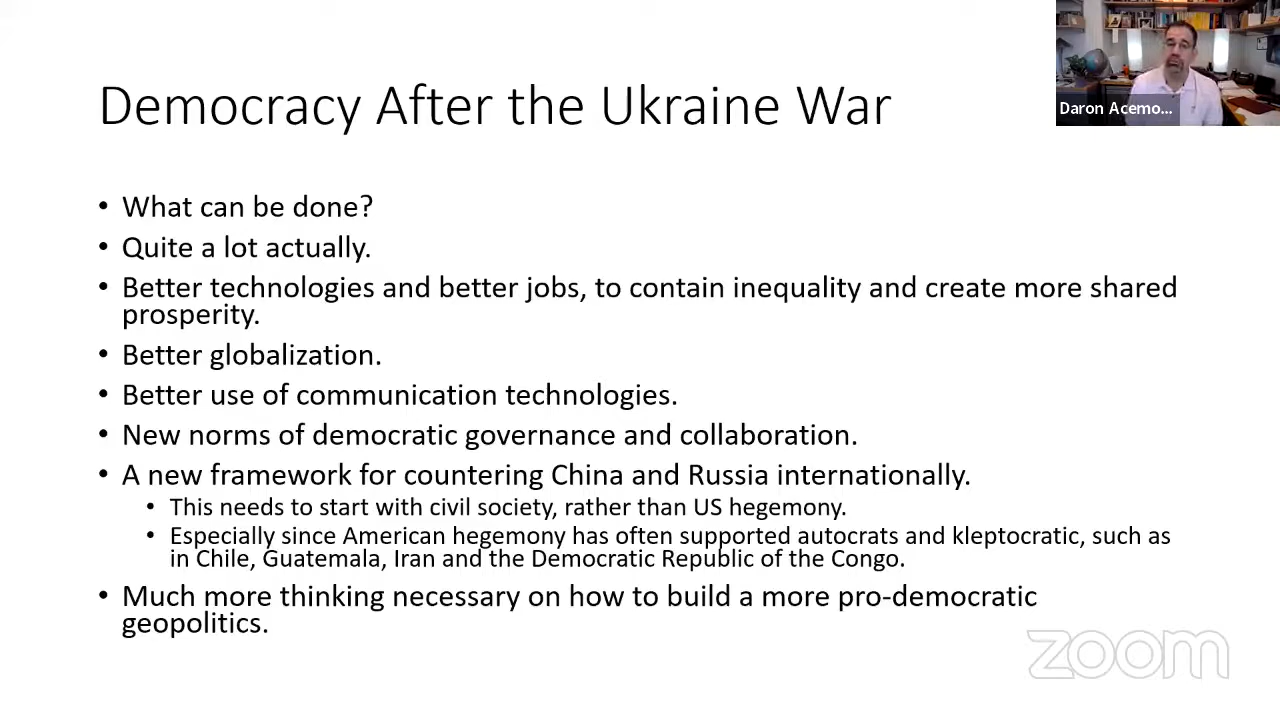 Democracy After the Ukraine War
Daron Acemo...
• What can be done?
• Quite a lot actually.
• Better technologies and better jobs, to contain inequality and create more shared
prosperity.
• Better globalization.
• Better use of communication technologies.
• New norms of democratic governance and collaboration.
• A new framework for countering China and Russia internationally.
• This needs to start with civil society, rather than US hegemony.
• Especially since American hegemony has often supported autocrats and kleptocratic, such as
in Chile, Guatemala, Iran and the Democratic Republic of the Congo.
• Much more thinking necessary on how to build a more pro-democratic
geopolitics.
zoom